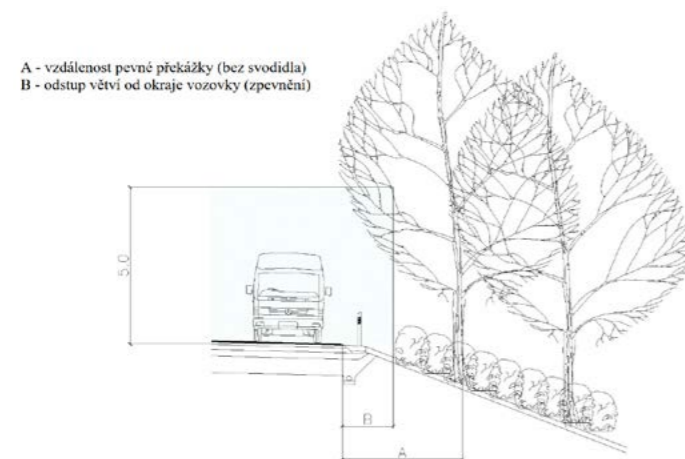 A - vzdálenost pevné překážky (bez svodidla)
B - odstup větví od okraje vozovky (zpevnění)
5.0
B
A